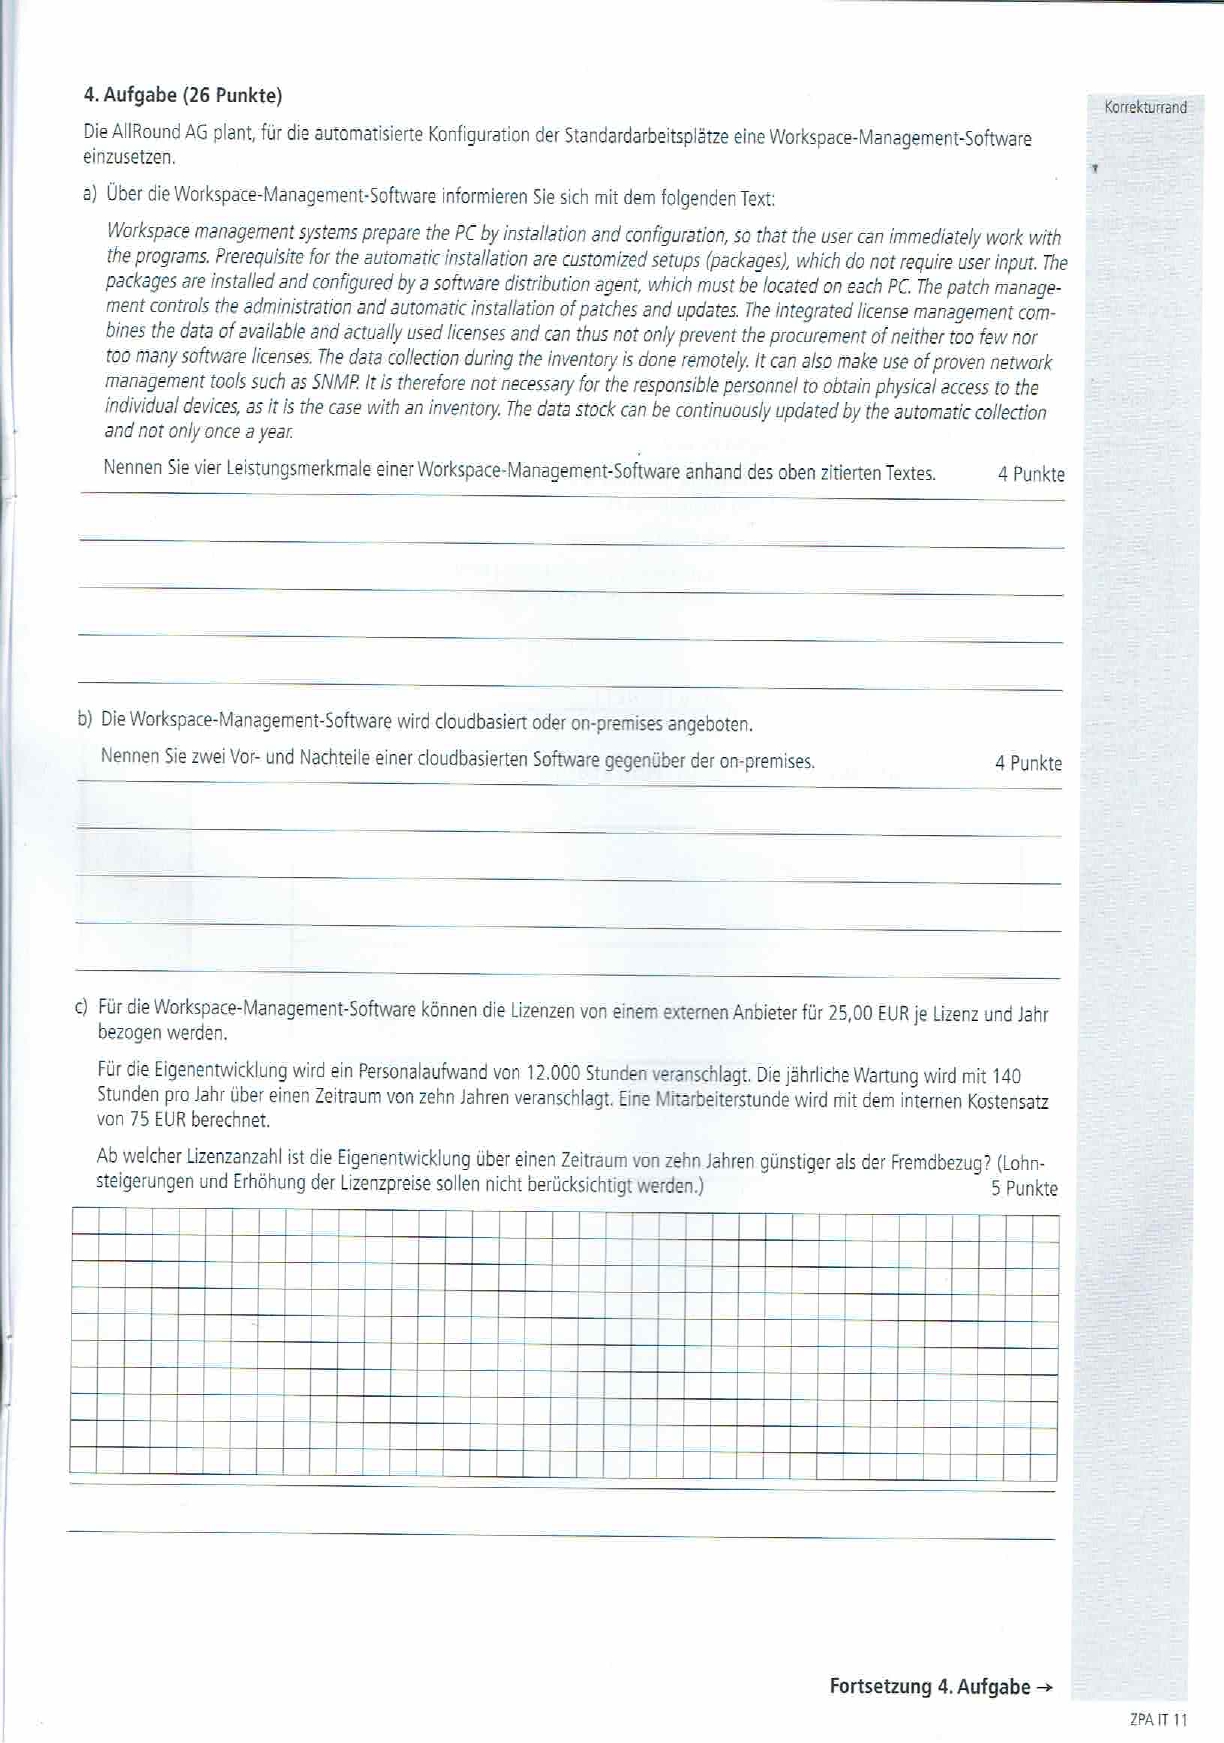 4. Aufgabe (26 Punkte)
Korrekturrand
Die AllRound AG plant, für die automatisierte Konfiguration der Standardarbeitsplätze eine Workspace-Management-Software
einzusetzen.
a) Über die Workspace-Management-Software informieren Sie sich mit dem folgenden Text:
Workspace management systems prepare the PC by installation and configuration, so that the user can immediately work with
the programs. Prerequisite for the automatic installation are customized setups (packages), which do not require user input. The
packages are installed and configured by a software distribution agent, which must be located on each PC. The patch manage-
ment controls the administration and automatic installation of patches and updates. The integrated license management com-
bines the data of available and actually used licenses and can thus not only prevent the procurement of neither too few nor
too many software licenses. The data collection during the inventory is done remotely. It can also make use of proven network
management tools such as SNMP. It is therefore not necessary for the responsible personnel to obtain physical access to the
individual devices, as it is the case with an inventory. The data stock can be continuously updated by the automatic collection
and not only once a year.
Nennen Sie vier Leistungsmerkmale einer Workspace-Management-Software anhand des oben zitierten Textes. 4 Punkte
b) Die Workspace-Management-Software wird cloudbasiert oder on-premises angeboten.
Nennen Sie zwei Vor- und Nachteile einer cloudbasierten Software gegenüber der on-premises. 4 Punkte
c) Für die Workspace-Management-Software können die Lizenzen von einem externen Anbieter für 25,00 EUR je Lizenz und Jahr
bezogen werden.
Für die Eigenentwicklung wird ein Personalaufwand von 12.000 Stunden veranschlagt. Die jährliche Wartung wird mit 140
Stunden pro Jahr über einen Zeitraum von zehn Jahren veranschlagt. Eine Mitarbeiterstunde wird mit dem internen Kostensatz
von 75 EUR berechnet.
Ab welcher Lizenzanzahl ist die Eigenentwicklung über einen Zeitraum von zehn Jahren günstiger als der Fremdbezug? (Lohn-
steigerungen und Erhöhung der Lizenzpreise sollen nicht berücksichtigt werden.) 5 Punkte
Fortsetzung 4. Aufgabe →
ZPA IT 11